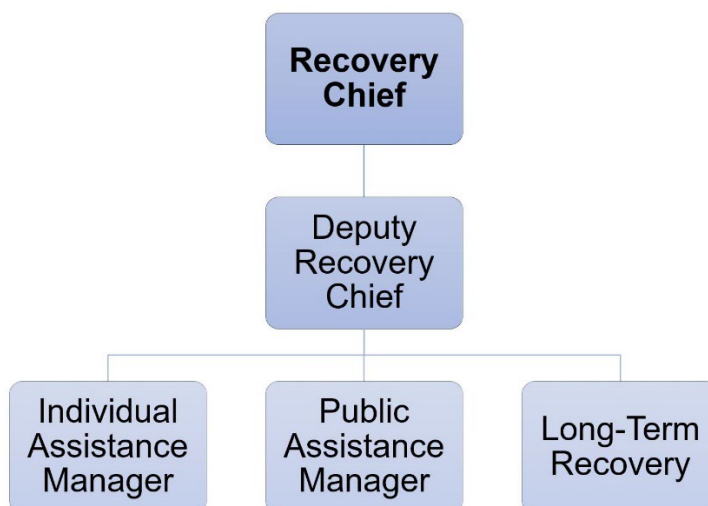 Recovery
Chief
Deputy
Recovery
Chief
Individual
Assistance
Manager
Public
Assistance
Manager
Long-Term
Recovery